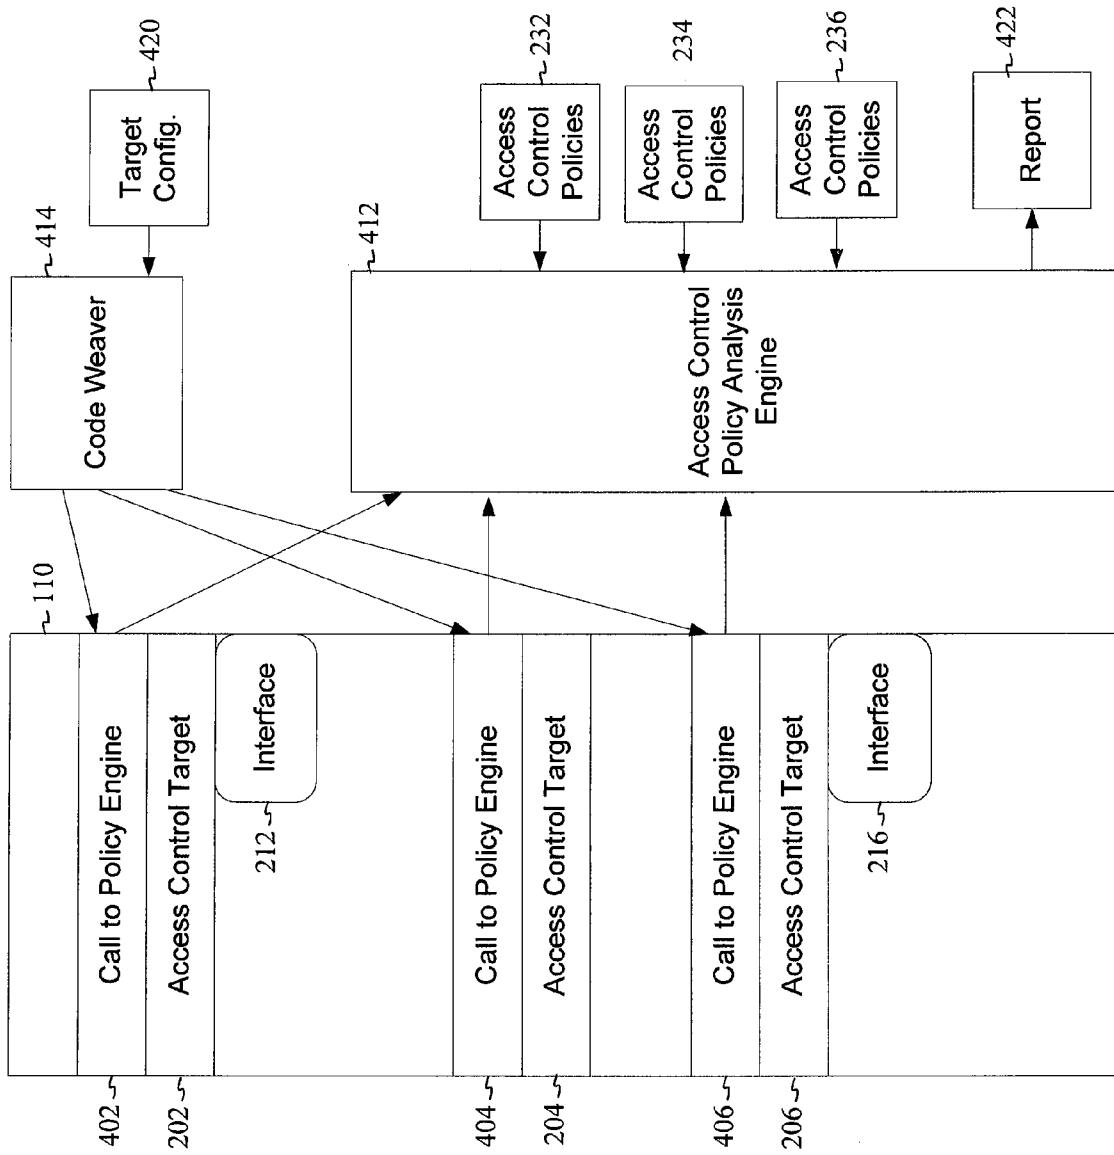 110
402
Call to Policy Engine
202
Access Control Target
212
Interface
404
Call to Policy Engine
204
Access Control Target
406
Call to Policy Engine
206
Access Control Target
216
Interface
414
Code Weaver
420
Target
Config.
412
Access Control
Policy Analysis
Engine
232
Access
Control
Policies
234
Access
Control
Policies
236
Access
Control
Policies
422
Report